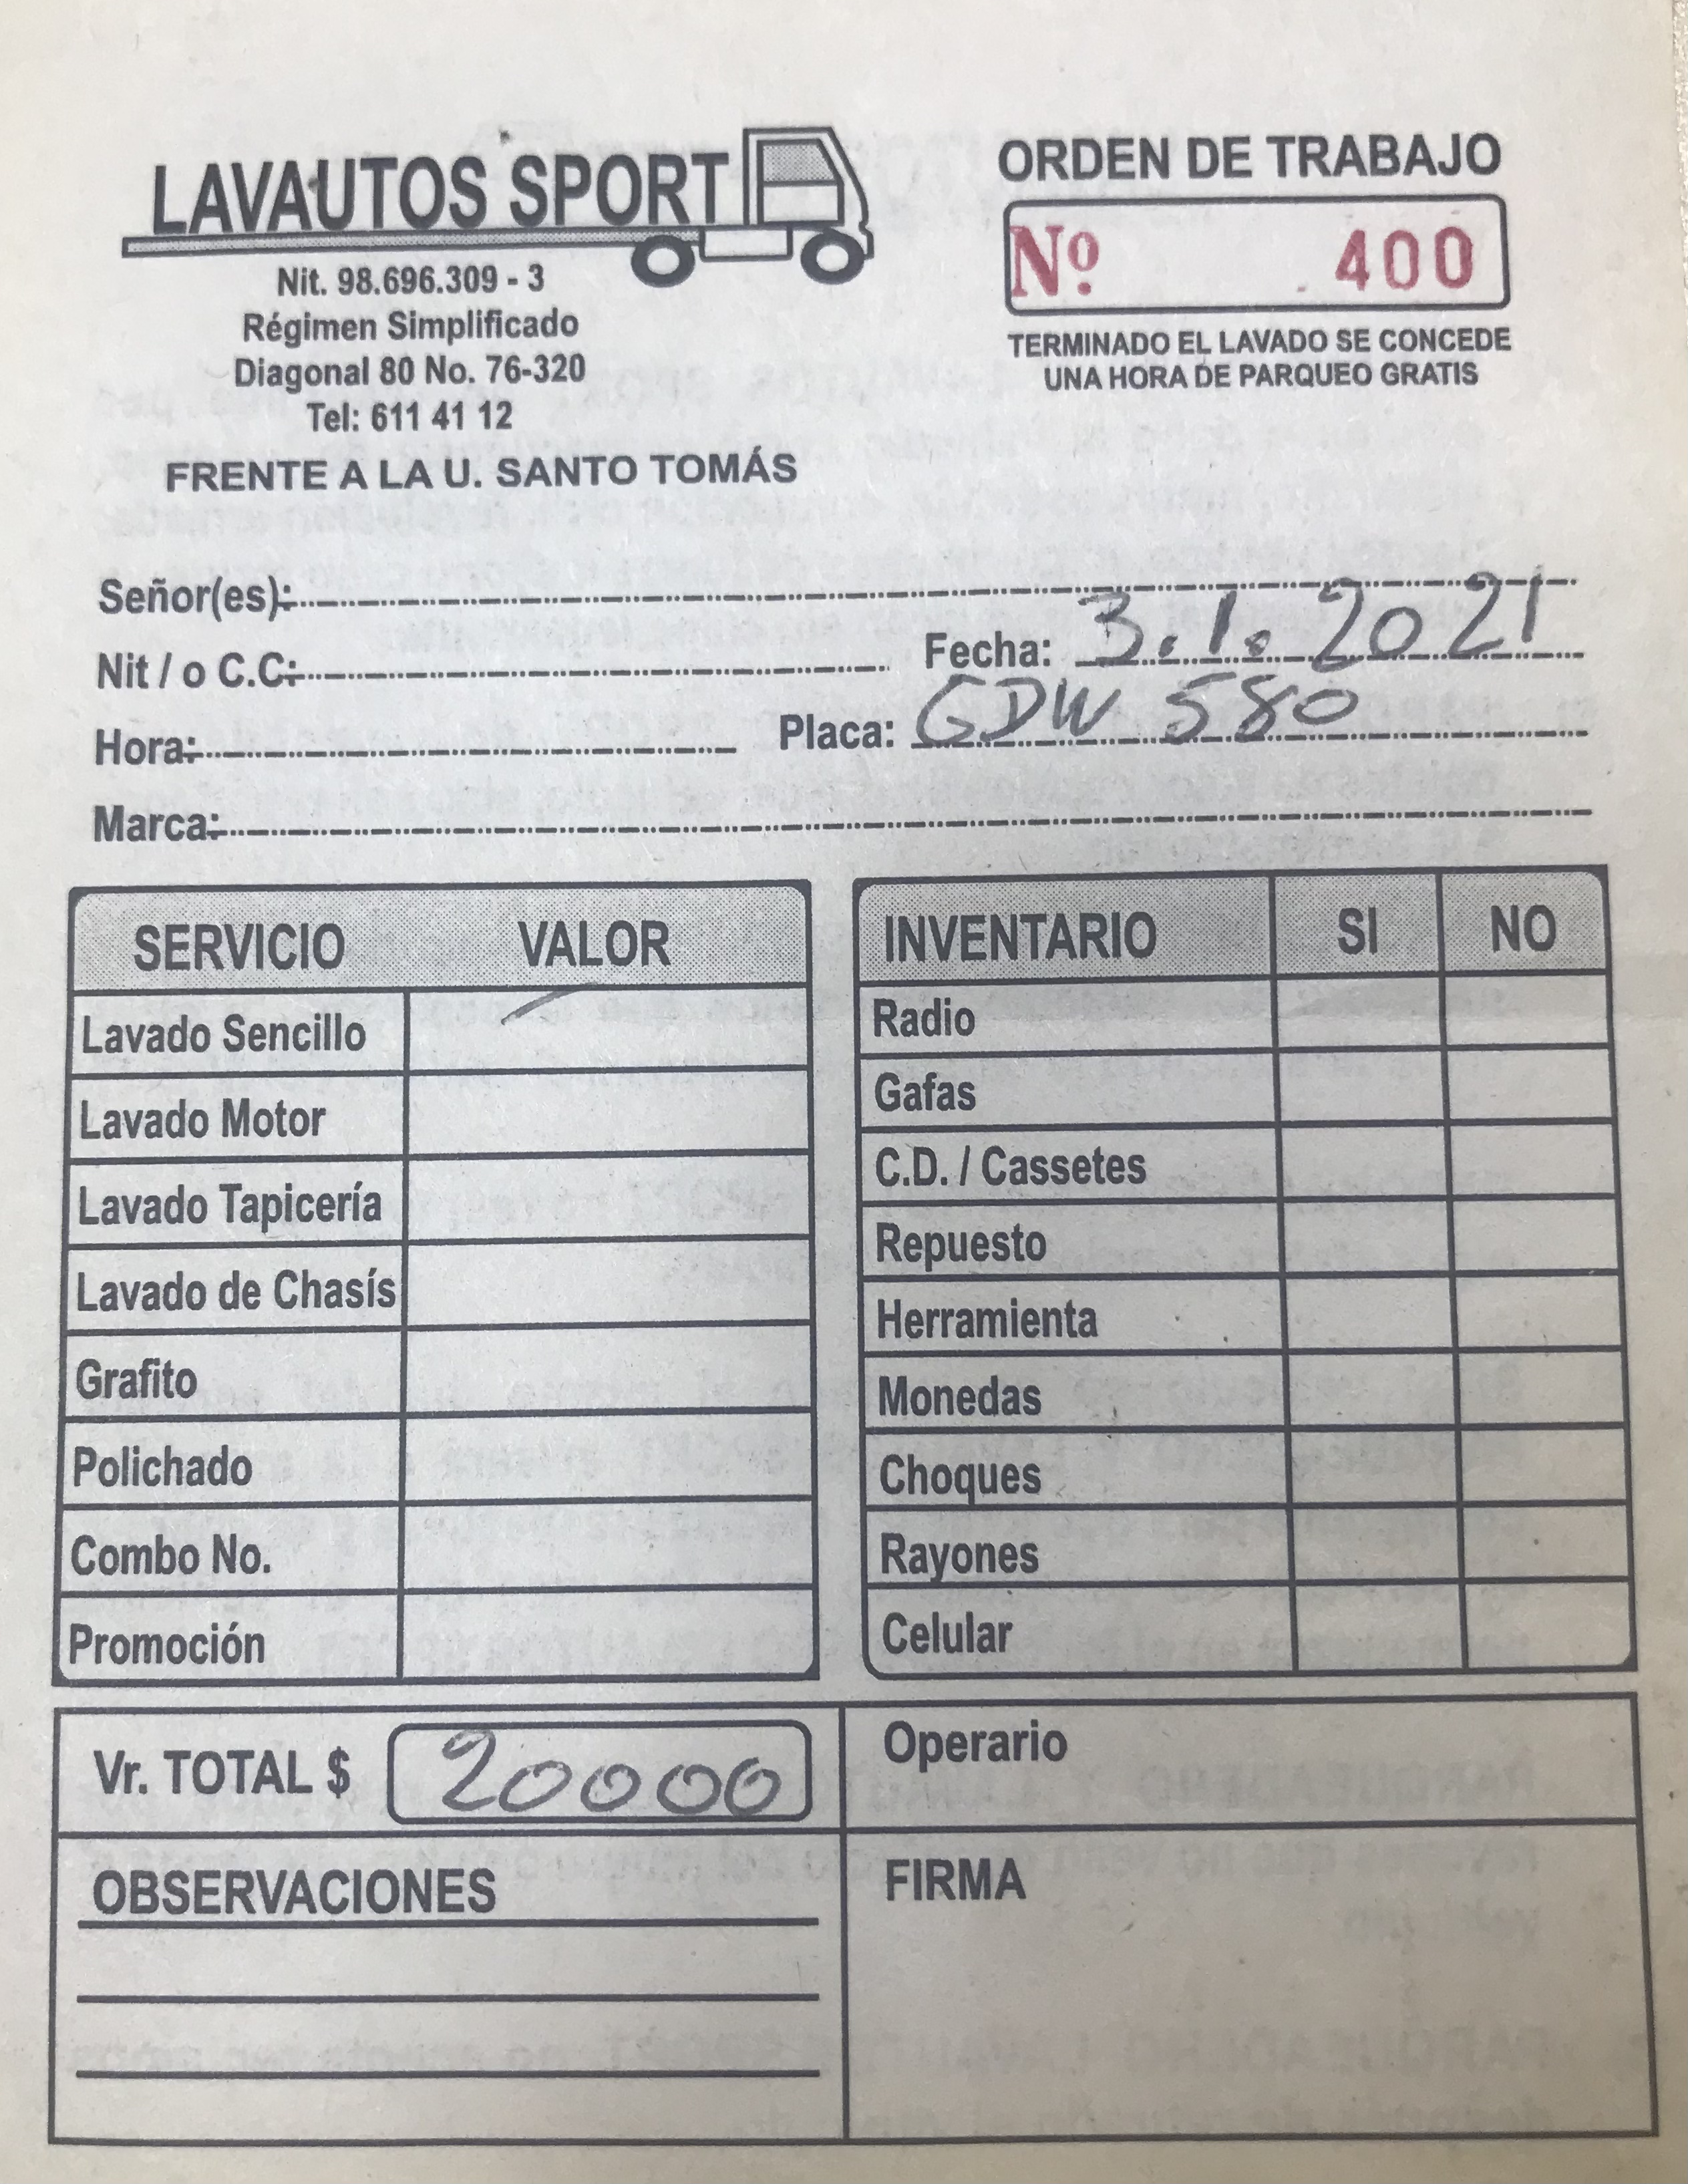 LAVAUTOS SPORT
Nit. 98.696.309 - 3
Régimen Simplificado
Diagonal 80 No. 76-320
Tel: 611 41 12
FRENTE A LA U. SANTO TOMÁS
ORDEN DE TRABAJO
Nº 400
TERMINADO EL LAVADO SE CONCEDE
UNA HORA DE PARQUEO GRATIS
Señor(es):
Nit / o C.C: Fecha: 3.1.2021
Hora: Placa: GDW 580
Marca:
SERVICIO VALOR
Lavado Sencillo
Lavado Motor
Lavado Tapicería
Lavado de Chasís
Grafito
Polichado
Combo No.
Promoción
INVENTARIO SI NO
Radio
Gafas
C.D. / Cassetes
Repuesto
Herramienta
Monedas
Choques
Rayones
Celular
Vr. TOTAL $ 20000
Operario
OBSERVACIONES
FIRMA